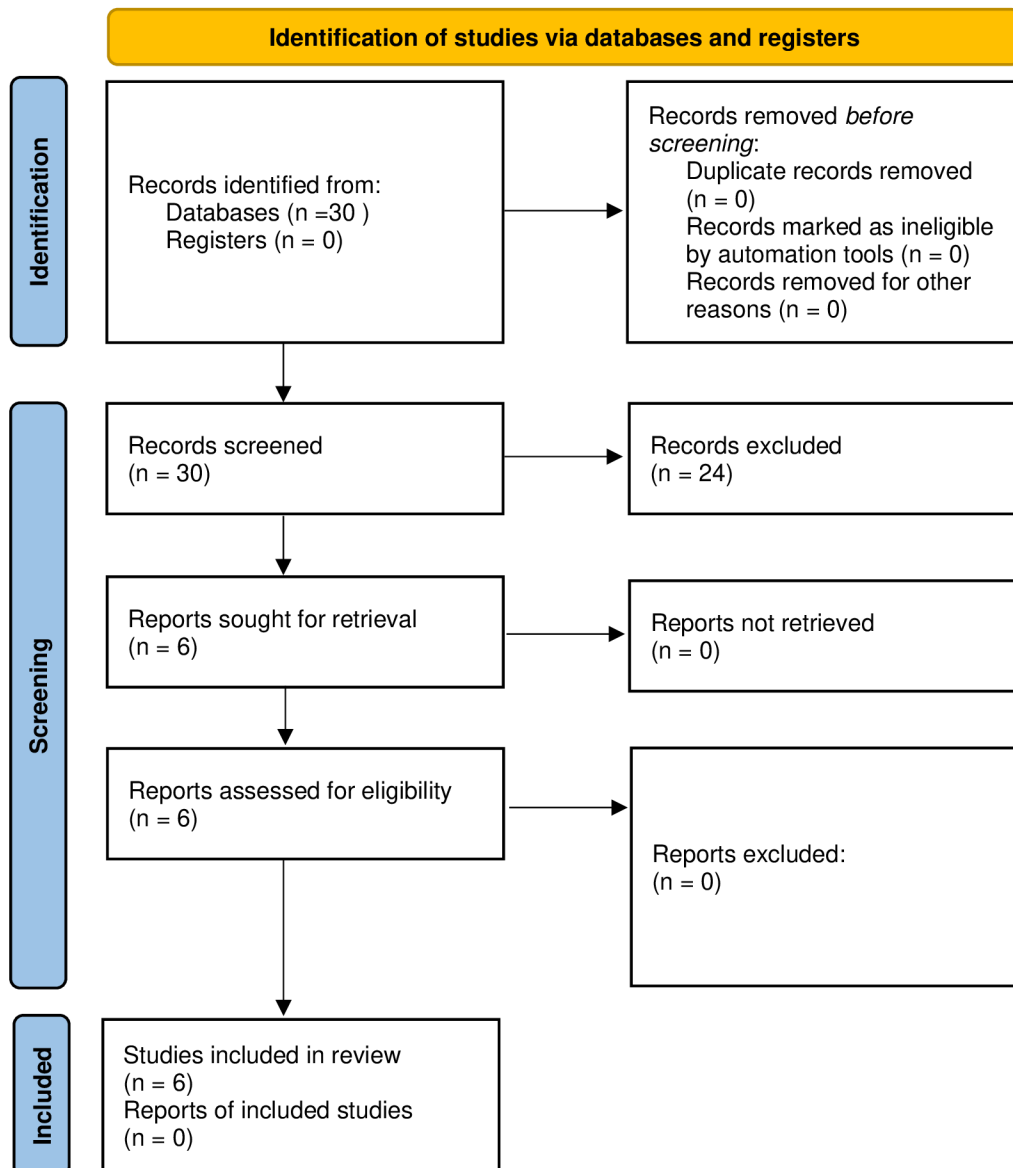 Identification of studies via databases and registers
Identification
Records identified from:
Databases (n =30 )
Registers (n = 0)
Records removed before
screening:
Duplicate records removed
(n = 0)
Records marked as ineligible
by automation tools (n = 0)
Records removed for other
reasons (n = 0)
Screening
Records screened
(n = 30)
Records excluded
(n = 24)
Reports sought for retrieval
(n = 6)
Reports not retrieved
(n = 0)
Reports assessed for eligibility
(n = 6)
Reports excluded:
(n = 0)
Included
Studies included in review
(n = 6)
Reports of included studies
(n = 0)